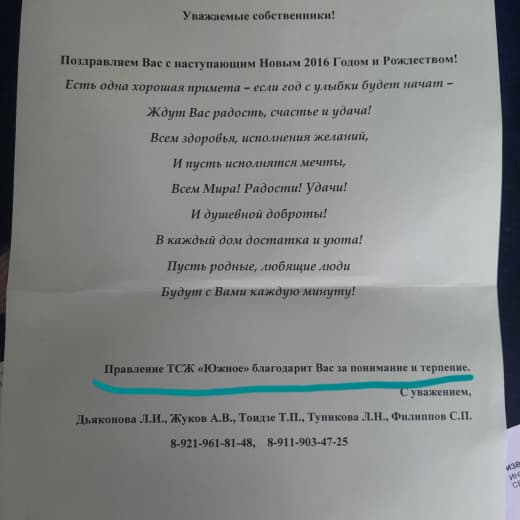 Уважаемые собственники!
Поздравляем Вас с наступающим Новым 2016 Годом и Рождеством!
Есть одна хорошая примета – если год с улыбки будет начат –
Ждут Вас радость, счастье и удача!
Всем здоровья, исполнения желаний,
И пусть исполнятся мечты,
Всем Мира! Радости! Удачи!
И душевной доброты!
В каждый дом достатка и уюта!
Пусть родные, любящие люди
Будут с Вами каждую минуту!
Правление ТСЖ «Южное» благодарит Вас за понимание и терпение.
С уважением,
Дьяконова Л.И., Жуков А.В., Тоидзе Т.П., Туникова Л.Н., Филиппов С.П.
8-921-961-81-48, 8-911-903-47-25